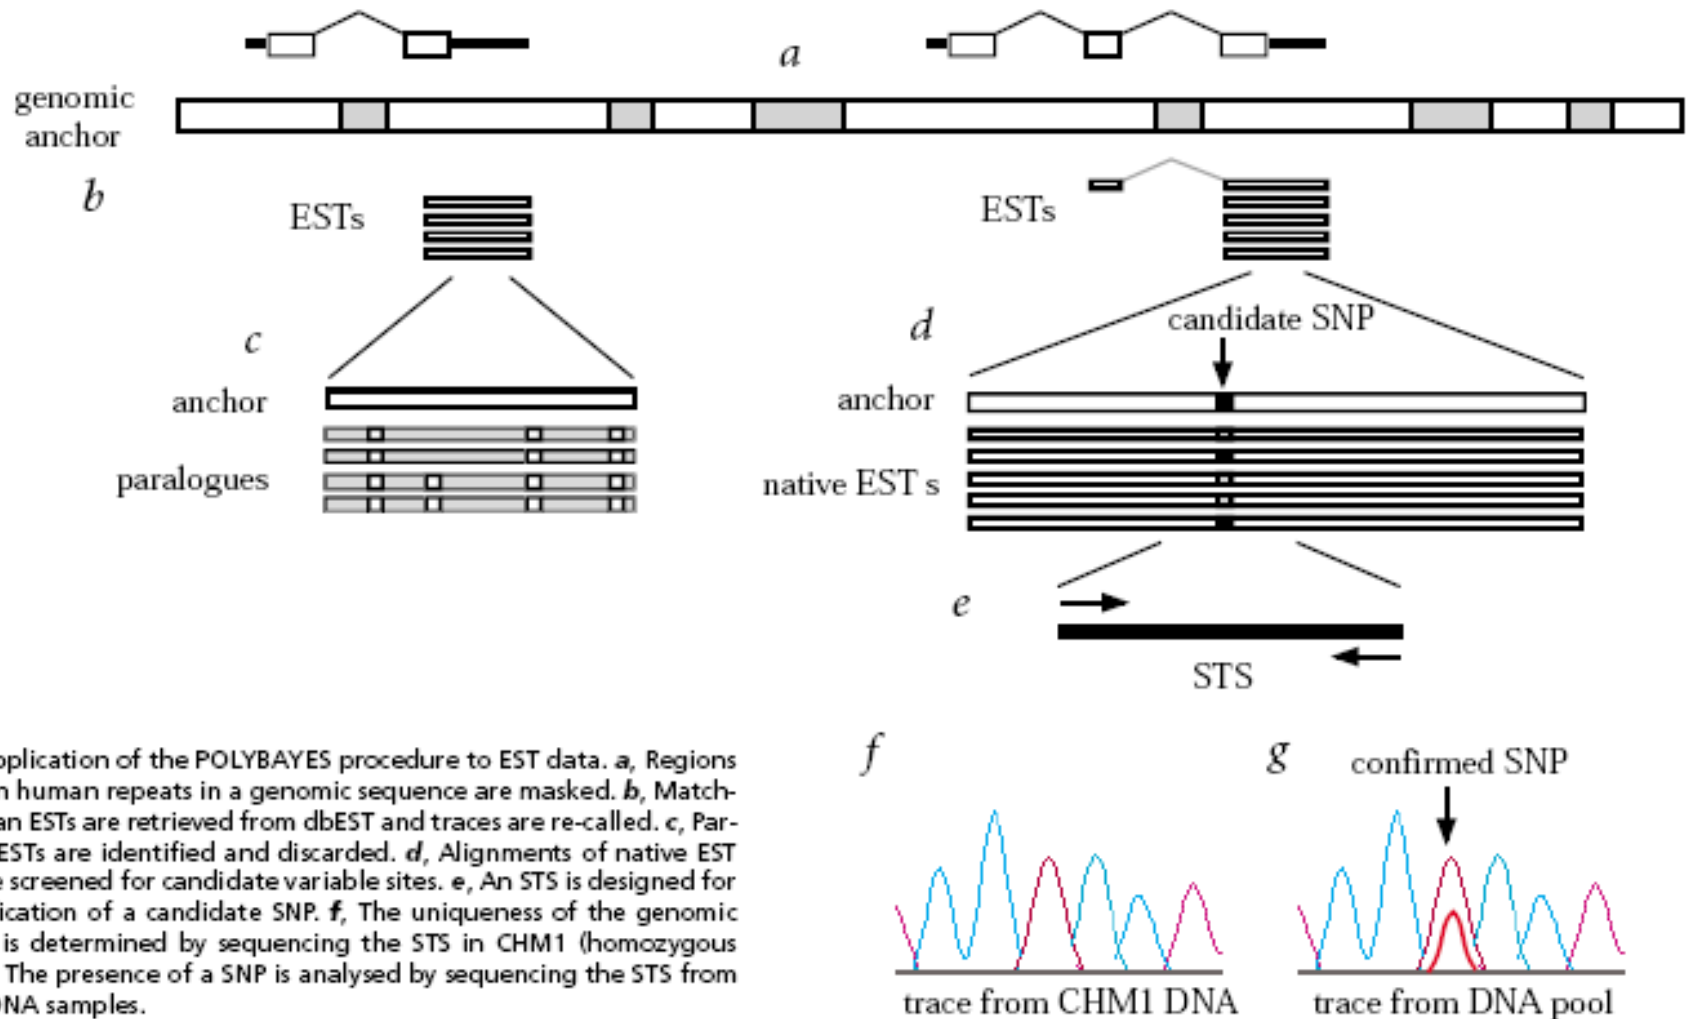 a
genomic
anchor
b
ESTs
ESTs
c
d
candidate SNP
anchor
anchor
paralogues
native EST s
e
STS
f
g
confirmed SNP
trace from CHM1 DNA
trace from DNA pool
application of the POLYBAYES procedure to EST data. a, Regions
human repeats in a genomic sequence are masked. b, Match-
ESTs are retrieved from dbEST and traces are re-called. c, Par-
ESTs are identified and discarded. d, Alignments of native EST
screened for candidate variable sites. e, An STS is designed for
of a candidate SNP. f, The uniqueness of the genomic
is determined by sequencing the STS in CHM1 (homozygous
The presence of a SNP is analysed by sequencing the STS from
DNA samples.